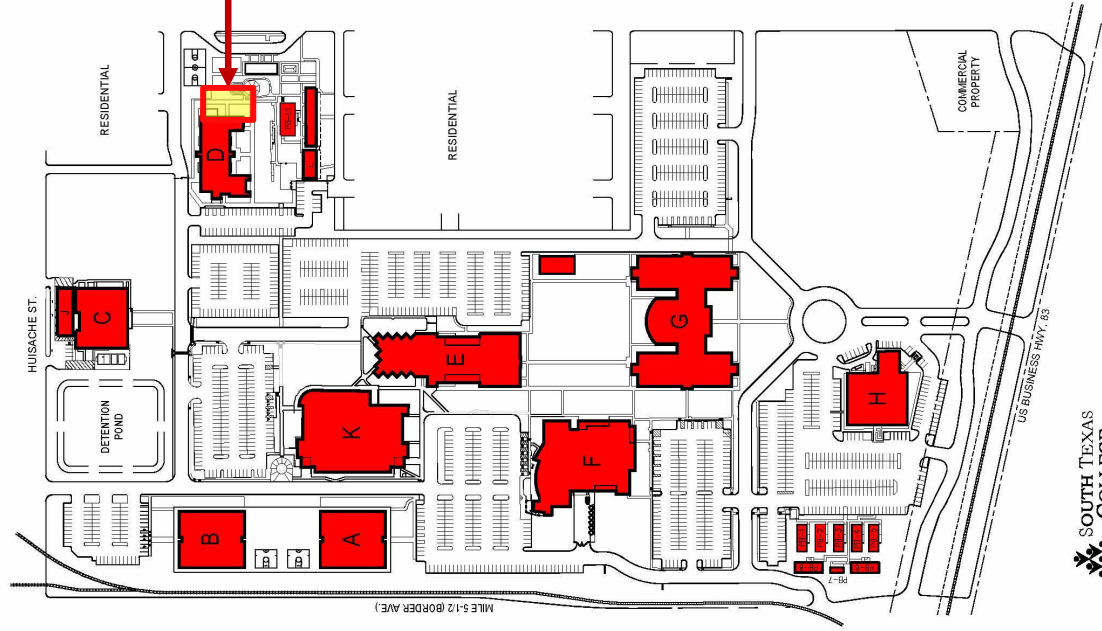 RESIDENTIAL
RESIDENTIAL
COMMERCIAL
PROPERTY
D
HUISACHE ST.
J
C
G
E
H
US BUSINESS HWY. 83
DETENTION
POND
K
F
B
A
PB-7
MILE 5-1/2 (BORDER AVE.)
SOUTH TEXAS
COLLEGE